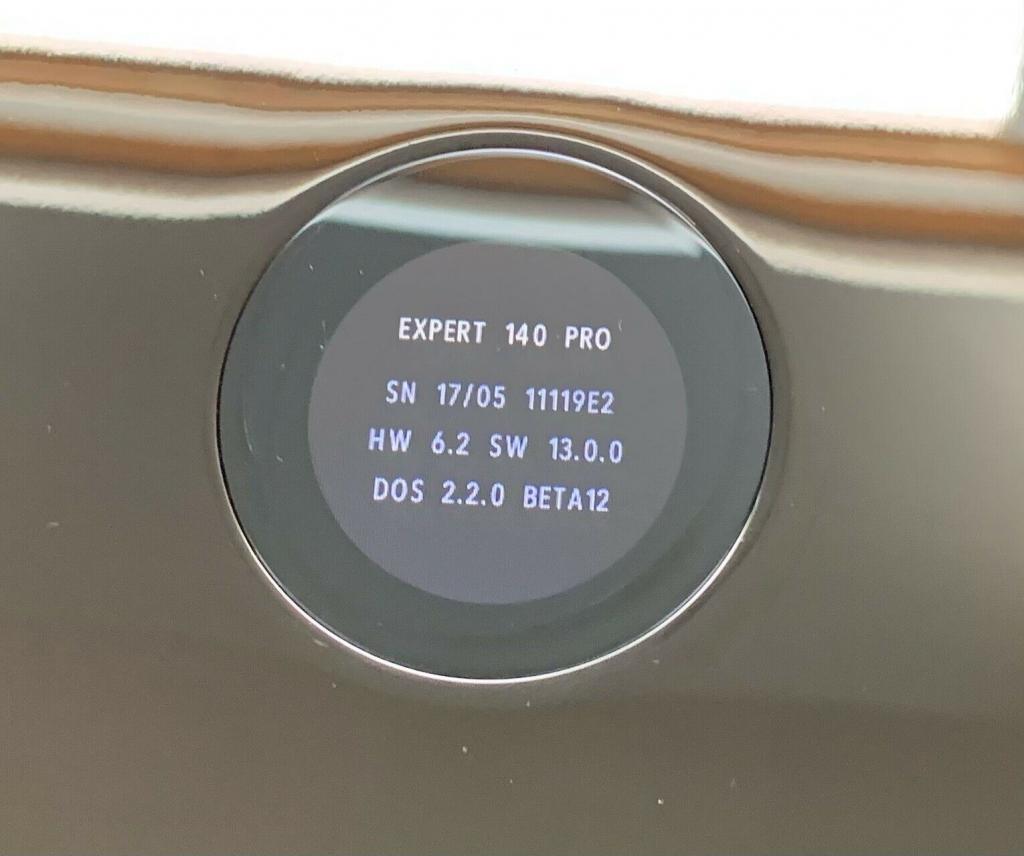 EXPERT 140 PRO
SN 17/05 11119E2
HW 6.2 SW 13.0.0
DOS 2.2.0 BETA12